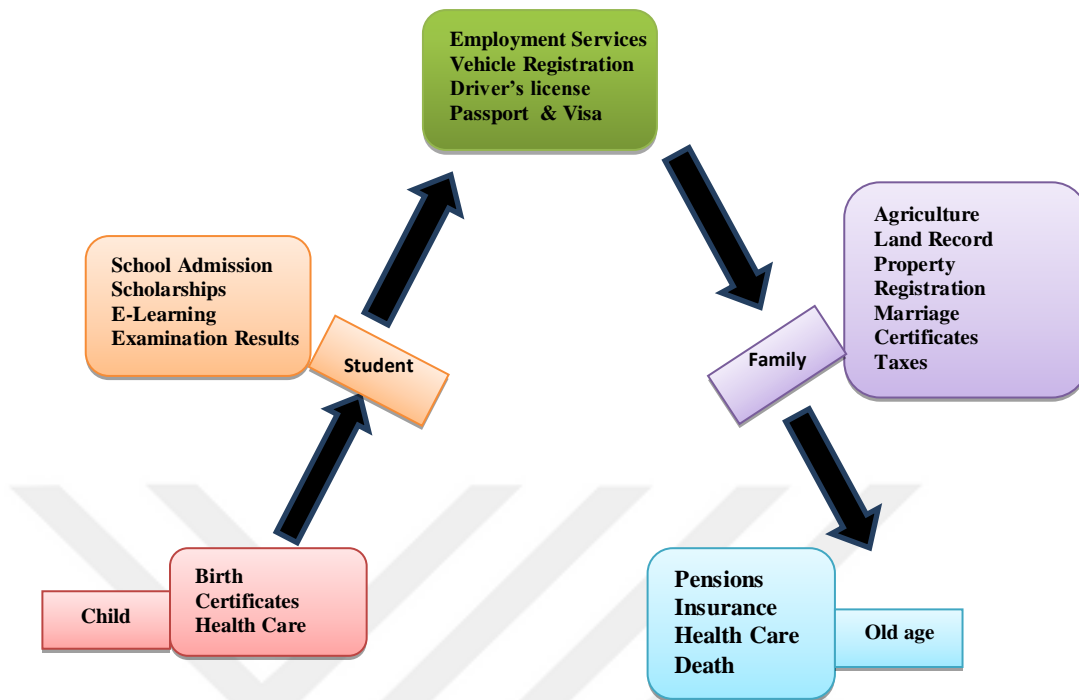 Employment Services
Vehicle Registration
Driver’s license
Passport & Visa
School Admission
Scholarships
E-Learning
Examination Results
Student
Agriculture
Land Record
Property
Registration
Marriage
Certificates
Taxes
Family
Child
Birth
Certificates
Health Care
Pensions
Insurance
Health Care
Death
Old age